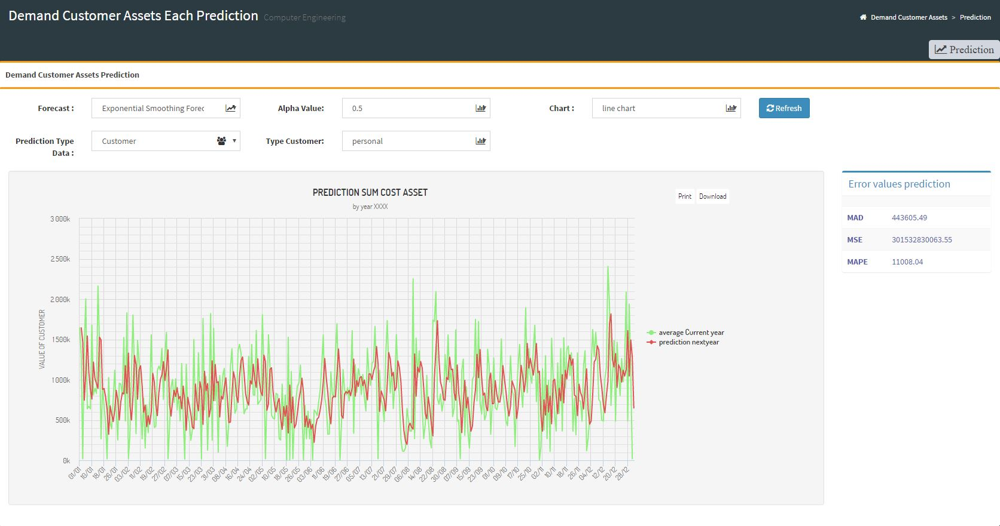 Demand Customer Assets Each Prediction Computer Engineering
Demand Customer Assets > Prediction
Prediction
Demand Customer Assets Prediction
Forecast : Exponential Smoothing Forec Alpha Value: 0.5 Chart : line chart Refresh
Prediction Type Customer Type Customer: personal
Data :
PREDICTION SUM COST ASSET
by year XXXX
Print Download
VALUE OF CUSTOMER
3 000k
2 500k
2 000k
1 500k
1 000k
500k
0k
01/01 10/01 18/01 26/01 03/02 11/02 19/02 27/02 07/03 15/03 23/03 31/03 08/04 16/04 24/04 02/05 10/05 18/05 26/05 03/06 11/06 19/06 27/06 05/07 13/07 21/07 29/07 06/08 14/08 22/08 30/08 07/09 15/09 23/09 01/10 09/10 17/10 25/10 02/11 10/11 18/11 26/11 04/12 12/12 20/12 28/12
average Current year
prediction nextyear
Error values prediction
MAD 443605.49
MSE 301532830063.55
MAPE 11008.04